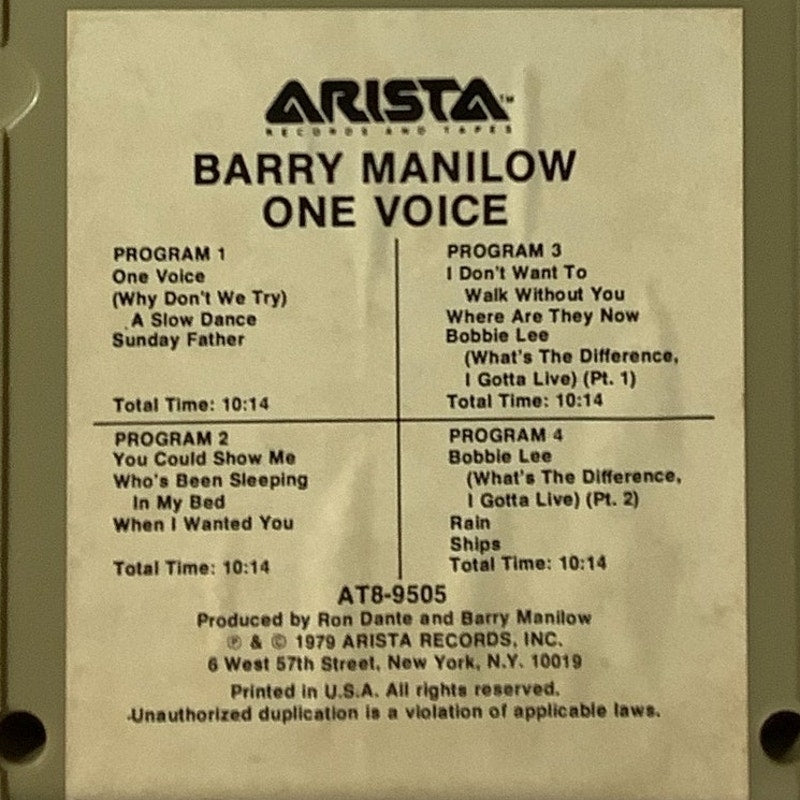 ARISTA™
RECORDS AND TAPES
BARRY MANILOW
ONE VOICE
PROGRAM 1
One Voice
(Why Don't We Try)
A Slow Dance
Sunday Father
Total Time: 10:14
PROGRAM 3
I Don't Want To
Walk Without You
Where Are They Now
Bobbie Lee
(What's The Difference,
I Gotta Live) (Pt. 1)
Total Time: 10:14
PROGRAM 2
You Could Show Me
Who's Been Sleeping
In My Bed
When I Wanted You
Total Time: 10:14
PROGRAM 4
Bobbie Lee
(What's The Difference,
I Gotta Live) (Pt. 2)
Rain
Ships
Total Time: 10:14
AT8-9505
Produced by Ron Dante and Barry Manilow
℗ & © 1979 ARISTA RECORDS, INC.
6 West 57th Street, New York, N.Y. 10019
Printed in U.S.A. All rights reserved.
Unauthorized duplication is a violation of applicable laws.